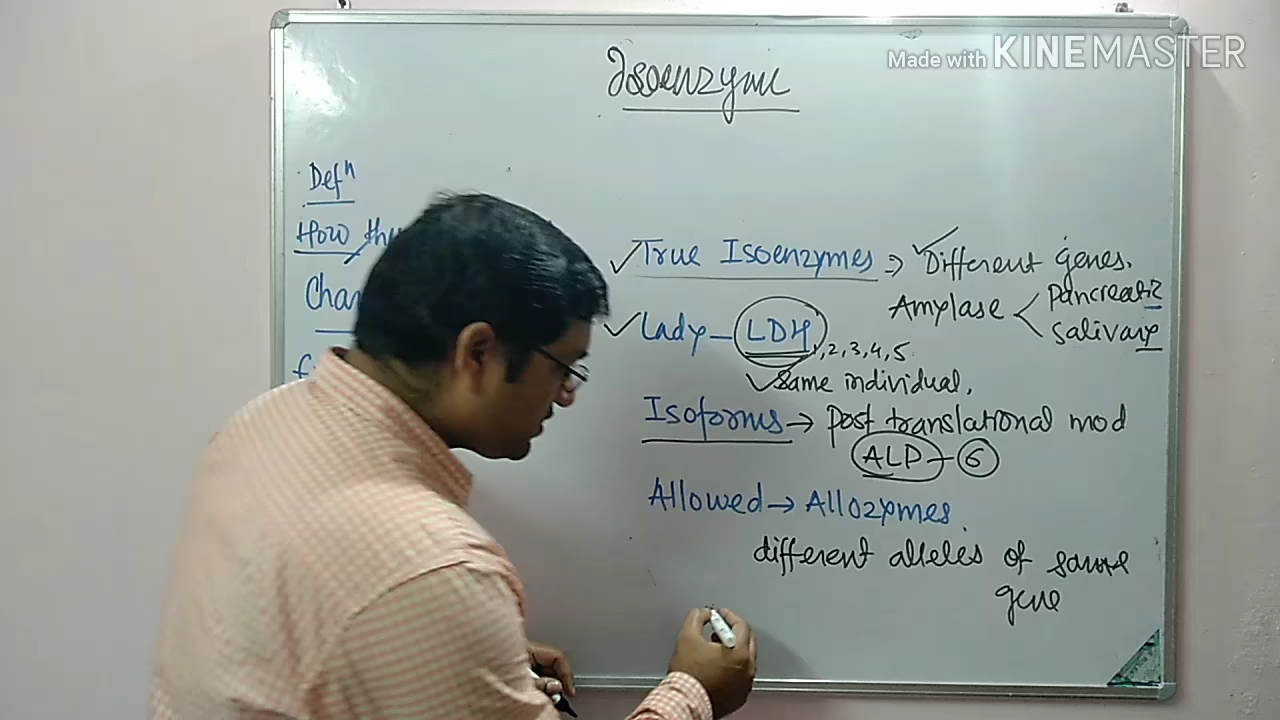 Made with KINEMASTER
Isoenzyme
Defn
How th
Char
True Isoenzymes ⇒ Different genes.
Amylase < Pancreatic
Salivary
Lady - LDH
1, 2, 3, 4, 5.
Same individual,
Isoforms → Post translational mod
ALP - 6
Allowed → Allozymes.
different alleles of same
gene